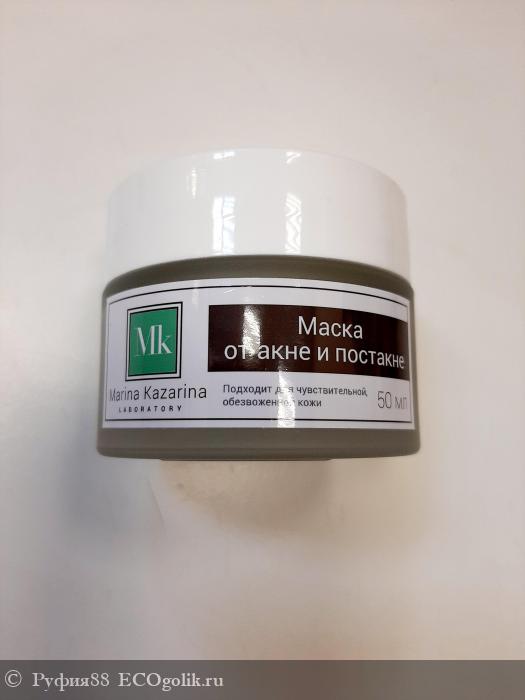 Mk
Marina Kazarina
LABORATORY
Маска
от акне и постакне
Подходит для чувствительной,
обезвоженной кожи
50 мл
© Руфия88 ECOgolik.ru